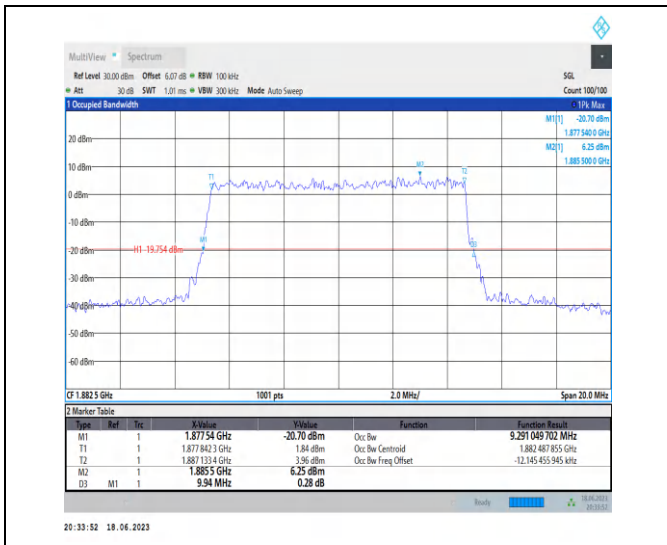 MultiView Spectrum
Ref Level 30.00 dBm Offset 6.07 dB RBW 100 kHz SGL
Att 30 dB SWT 1.01 ms VBW 300 kHz Mode Auto Sweep Count 100/100
1 Occupied Bandwidth 1Pk Max
M1[1] -20.70 dBm
1.877 540 0 GHz
M2[1] 6.25 dBm
1.885 500 0 GHz
20 dBm
10 dBm
0 dBm
-10 dBm
-20 dBm
-30 dBm
-40 dBm
-50 dBm
-60 dBm
T1
M2
T2
M1
H1 -19.754 dBm
D3
CF 1.882 5 GHz 1001 pts 2.0 MHz/ Span 20.0 MHz
2 Marker Table
Type Ref Trc X-Value Y-Value Function Function Result
M1 1 1.877 54 GHz -20.70 dBm Occ Bw 9.291 049 702 MHz
T1 1 1.877 842 3 GHz 1.84 dBm Occ Bw Centroid 1.882 487 855 GHz
T2 1 1.887 133 4 GHz 3.96 dBm Occ Bw Freq Offset -12.145 455 945 kHz
M2 1 1.885 5 GHz 6.25 dBm
D3 M1 1 9.94 MHz 0.28 dB
Ready 18.06.2023
20:33:52
20:33:52 18.06.2023